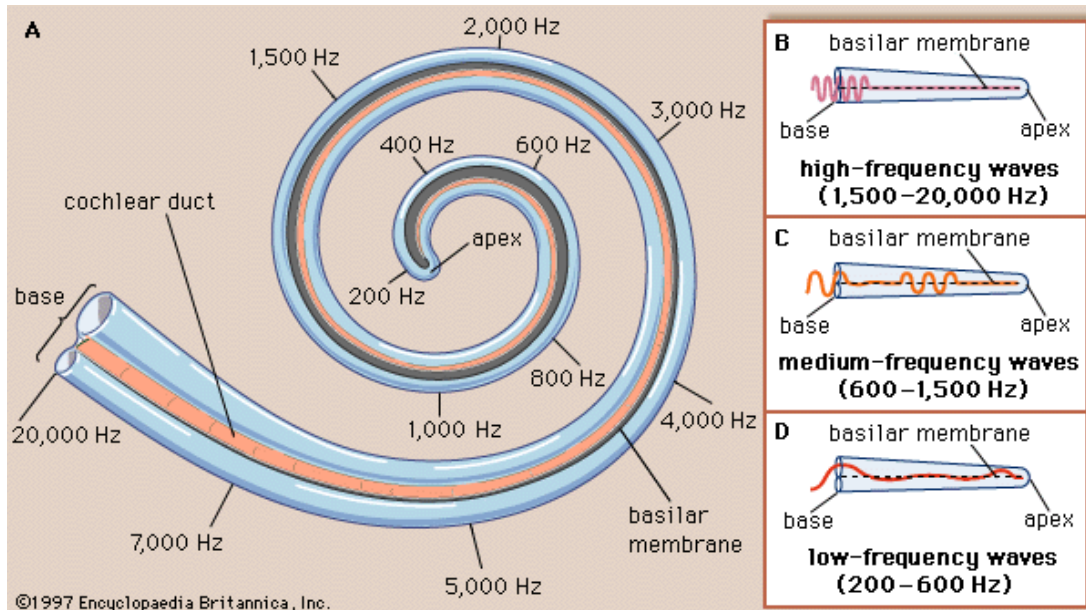 A
2,000 Hz
1,500 Hz
3,000 Hz
400 Hz
600 Hz
cochlear duct
apex
200 Hz
base
800 Hz
20,000 Hz
1,000 Hz
4,000 Hz
7,000 Hz
basilar
membrane
5,000 Hz
©1997 Encyclopaedia Britannica, Inc.
B
basilar membrane
base
apex
high-frequency waves
(1,500–20,000 Hz)
C
basilar membrane
base
apex
medium-frequency waves
(600–1,500 Hz)
D
basilar membrane
base
apex
low-frequency waves
(200–600 Hz)